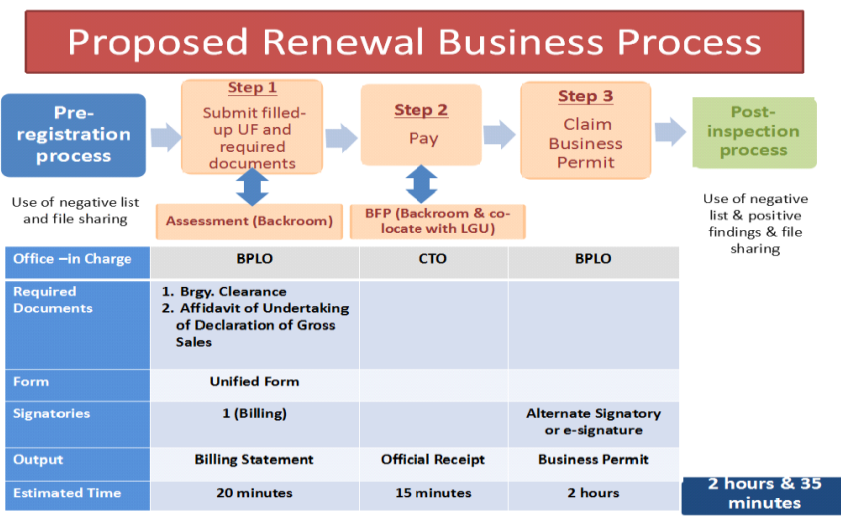 Proposed Renewal Business Process
Pre-
registration
process
Use of negative list
and file sharing
Step 1
Submit filled-
up UF and
required
documents
Assessment (Backroom)
Step 2
Pay
BFP (Backroom & co-
locate with LGU)
Step 3
Claim
Business
Permit
Post-
inspection
process
Use of negative
list & positive
findings & file
sharing
Office –in Charge
BPLO
CTO
BPLO
Required
Documents
1. Brgy. Clearance
2. Affidavit of Undertaking
of Declaration of Gross
Sales
Form
Unified Form
Signatories
1 (Billing)
Alternate Signatory
or e-signature
Output
Billing Statement
Official Receipt
Business Permit
Estimated Time
20 minutes
15 minutes
2 hours
2 hours & 35
minutes